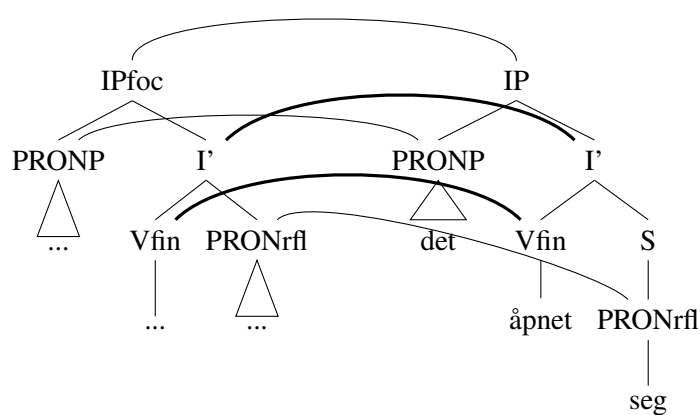 IPfoc IP
PRONP I' PRONP I'
... Vfin PRONrfl det Vfin S
... ... åpnet PRONrfl
seg